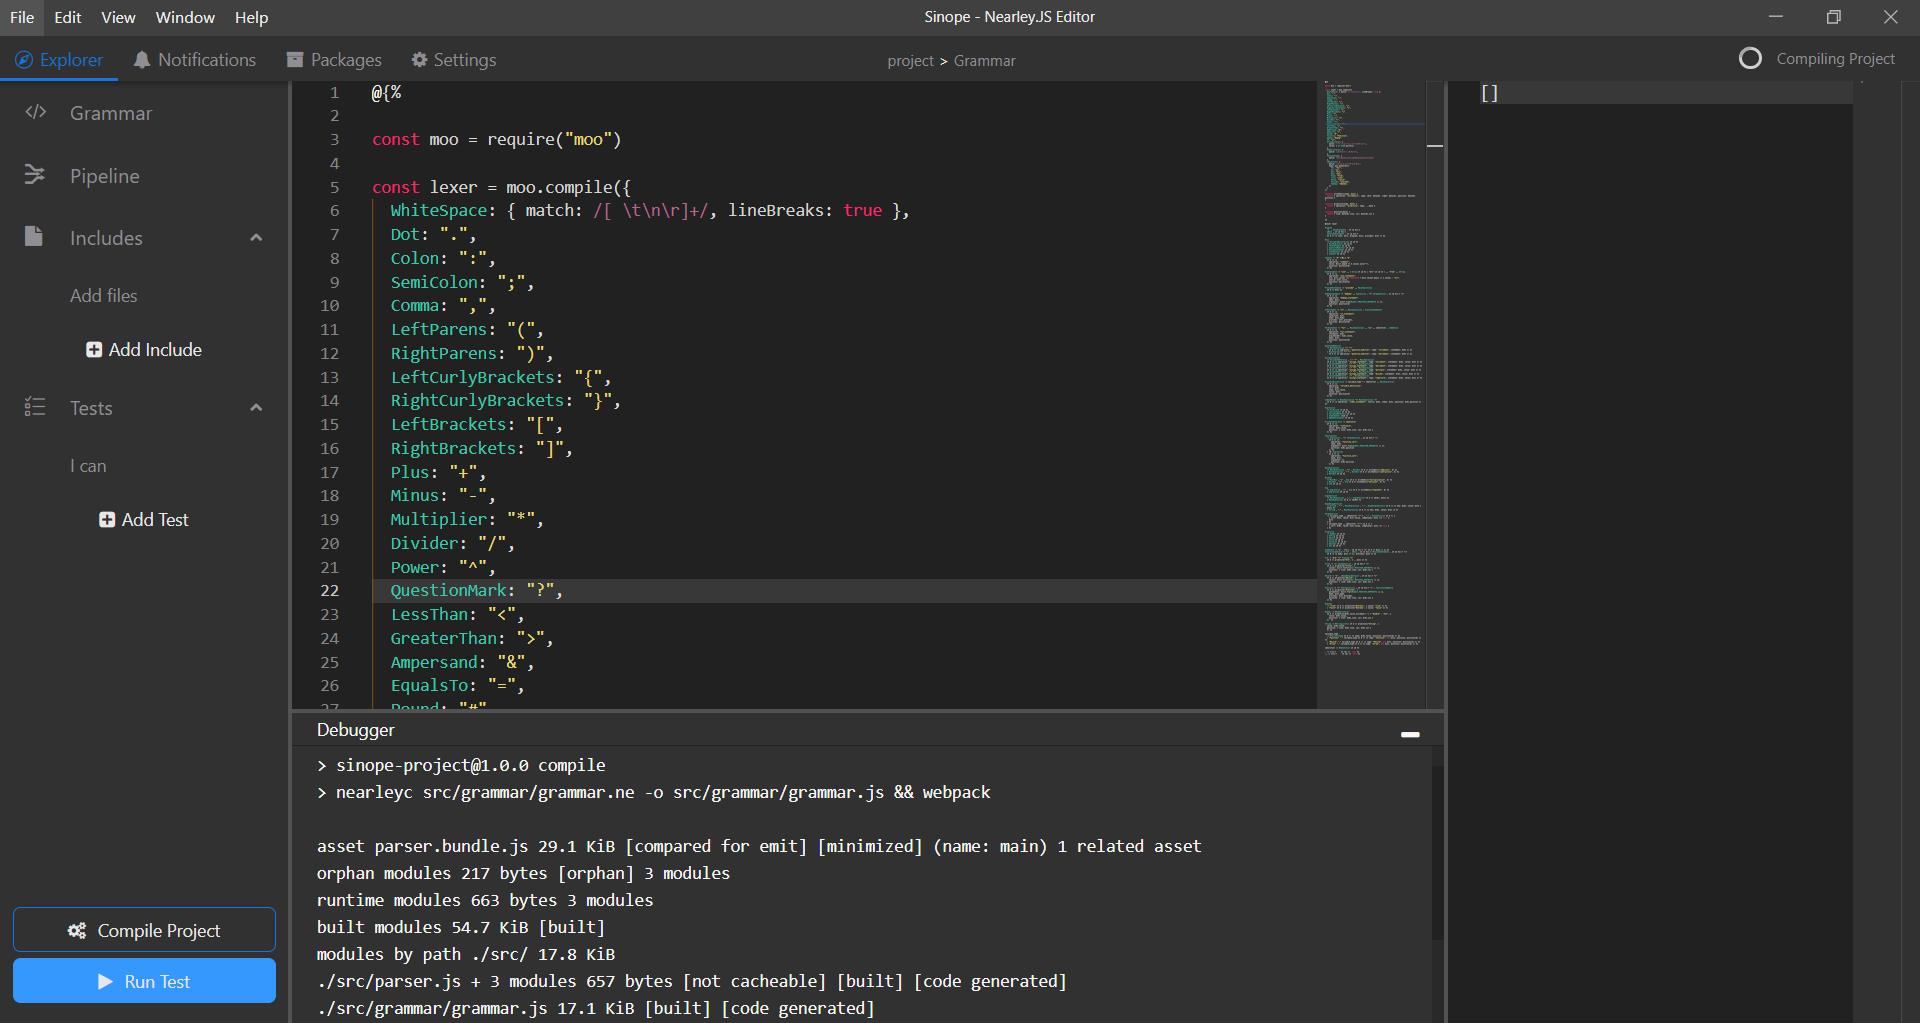 File Edit View Window Help
Sinope - Nearley.JS Editor
Explorer Notifications Packages Settings
project > Grammar
Compiling Project
Grammar
Pipeline
Includes
Add files
Add Include
Tests
I can
Add Test
Compile Project
Run Test
1 @{%
2
3 const moo = require("moo")
4
5 const lexer = moo.compile({
6 WhiteSpace: { match: /[ \t\n\r]+/, lineBreaks: true },
7 Dot: ".",
8 Colon: ":",
9 SemiColon: ";",
10 Comma: ",",
11 LeftParens: "(",
12 RightParens: ")",
13 LeftCurlyBrackets: "{",
14 RightCurlyBrackets: "}",
15 LeftBrackets: "[",
16 RightBrackets: "]",
17 Plus: "+",
18 Minus: "-",
19 Multiplier: "*",
20 Divider: "/",
21 Power: "^",
22 QuestionMark: "?",
23 LessThan: "<",
24 GreaterThan: ">",
25 Ampersand: "&",
26 EqualsTo: "=",
27 Pound: "#"
[]
Debugger
> sinope-project@1.0.0 compile
> nearleyc src/grammar/grammar.ne -o src/grammar/grammar.js && webpack
asset parser.bundle.js 29.1 KiB [compared for emit] [minimized] (name: main) 1 related asset
orphan modules 217 bytes [orphan] 3 modules
runtime modules 663 bytes 3 modules
built modules 54.7 KiB [built]
modules by path ./src/ 17.8 KiB
./src/parser.js + 3 modules 657 bytes [not cacheable] [built] [code generated]
./src/grammar/grammar.js 17.1 KiB [built] [code generated]